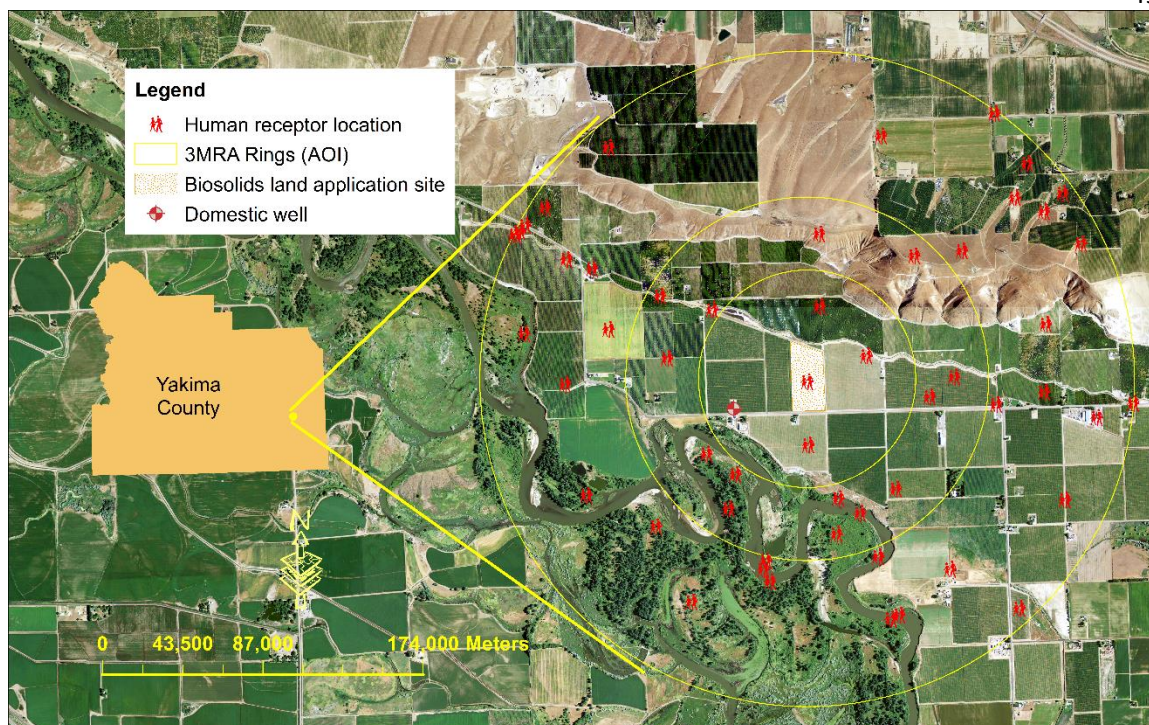 Legend
Human receptor location
3MRA Rings (AOI)
Biosolids land application site
Domestic well
Yakima
County
N
0 43,500 87,000 174,000 Meters